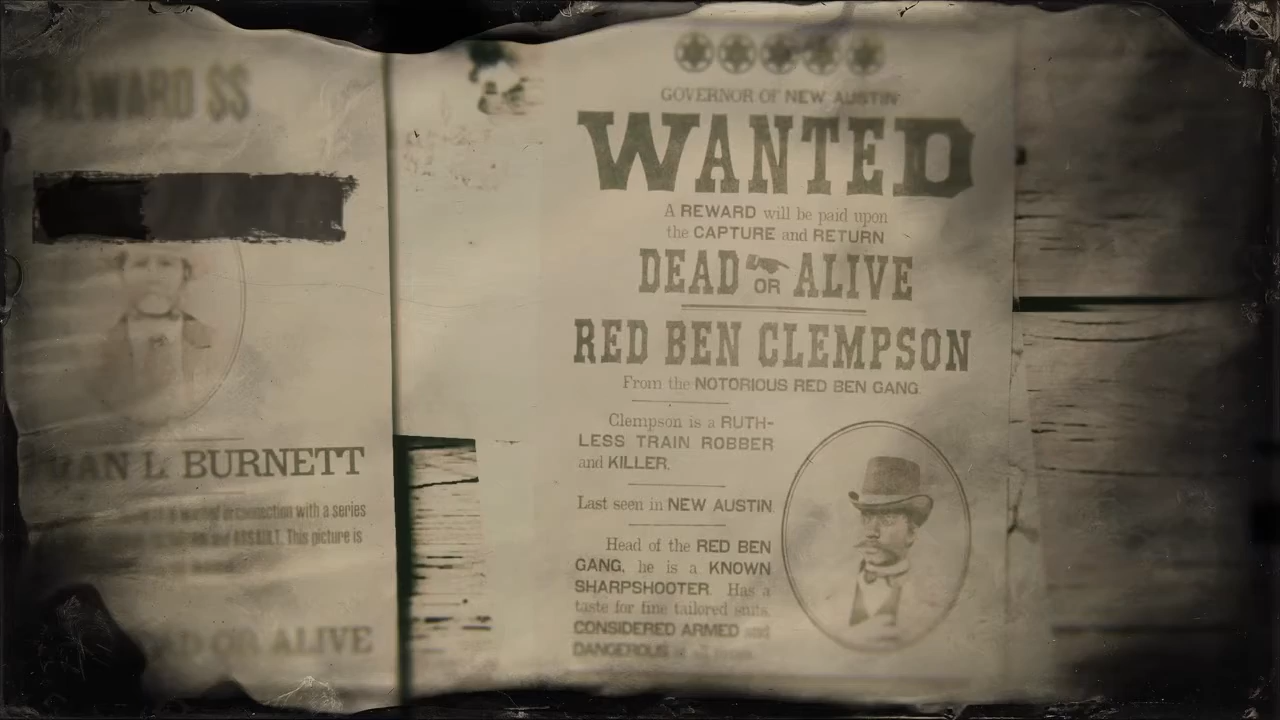 REWARD $$
L. BURNETT
in connection with a series
and ASSAULT. This picture is
OR ALIVE
GOVERNOR OF NEW AUSTIN
WANTED
A REWARD will be paid upon
the CAPTURE and RETURN
DEAD OR ALIVE
RED BEN CLEMPSON
From the NOTORIOUS RED BEN GANG.
Clempson is a RUTH-
LESS TRAIN ROBBER
and KILLER.
Last seen in NEW AUSTIN.
Head of the RED BEN
GANG, he is a KNOWN
SHARPSHOOTER. Has a
taste for fine tailored suits.
CONSIDERED ARMED and
DANGEROUS